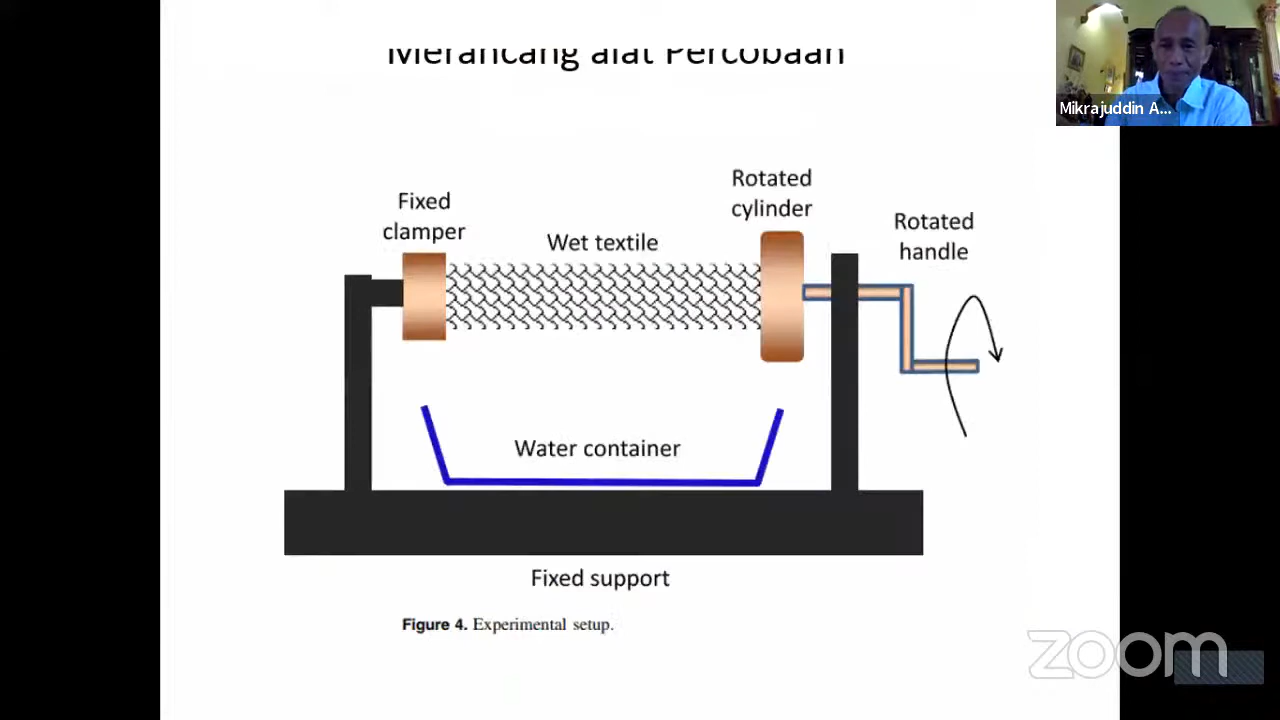 Merancang alat Percobaan
Mikrajuddin A...
Rotated
cylinder
Fixed
clamper
Rotated
handle
Wet textile
Water container
Fixed support
Figure 4. Experimental setup.
zoom